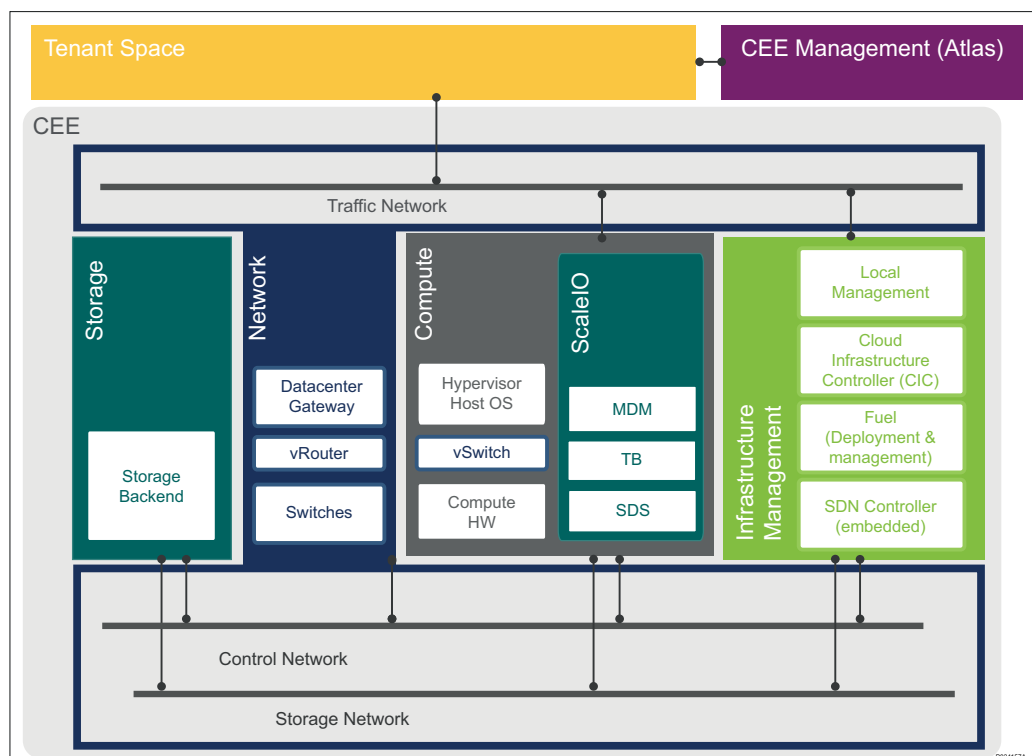 Tenant Space
CEE Management (Atlas)
CEE
Traffic Network
Storage
Storage
Backend
Network
Datacenter
Gateway
vRouter
Switches
Compute
Hypervisor
Host OS
vSwitch
Compute
HW
ScaleIO
MDM
TB
SDS
Infrastructure
Management
Local
Management
Cloud
Infrastructure
Controller (CIC)
Fuel
(Deployment &
management)
SDN Controller
(embedded)
Control Network
Storage Network